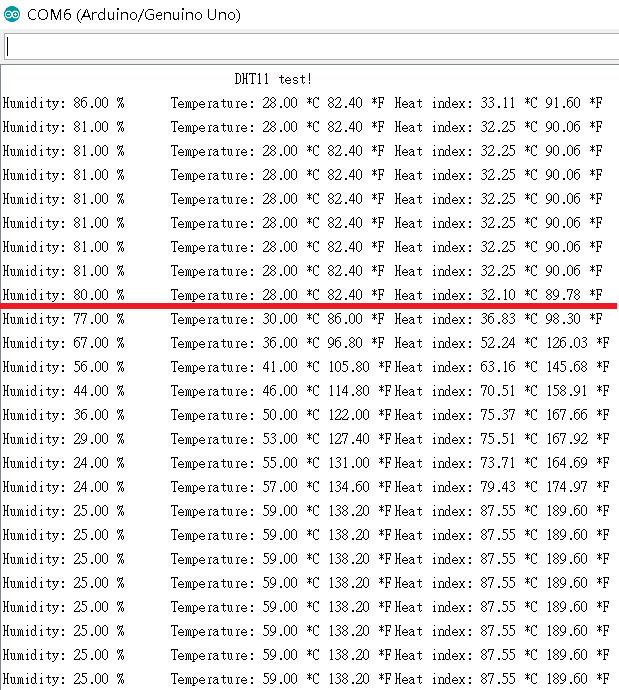 COM6 (Arduino/Genuino Uno)
DHT11 test!
Humidity: 86.00 % Temperature: 28.00 *C 82.40 *F Heat index: 33.11 *C 91.60 *F
Humidity: 81.00 % Temperature: 28.00 *C 82.40 *F Heat index: 32.25 *C 90.06 *F
Humidity: 81.00 % Temperature: 28.00 *C 82.40 *F Heat index: 32.25 *C 90.06 *F
Humidity: 81.00 % Temperature: 28.00 *C 82.40 *F Heat index: 32.25 *C 90.06 *F
Humidity: 81.00 % Temperature: 28.00 *C 82.40 *F Heat index: 32.25 *C 90.06 *F
Humidity: 81.00 % Temperature: 28.00 *C 82.40 *F Heat index: 32.25 *C 90.06 *F
Humidity: 81.00 % Temperature: 28.00 *C 82.40 *F Heat index: 32.25 *C 90.06 *F
Humidity: 81.00 % Temperature: 28.00 *C 82.40 *F Heat index: 32.25 *C 90.06 *F
Humidity: 80.00 % Temperature: 28.00 *C 82.40 *F Heat index: 32.10 *C 89.78 *F
Humidity: 77.00 % Temperature: 30.00 *C 86.00 *F Heat index: 36.83 *C 98.30 *F
Humidity: 67.00 % Temperature: 36.00 *C 96.80 *F Heat index: 52.24 *C 126.03 *F
Humidity: 56.00 % Temperature: 41.00 *C 105.80 *F Heat index: 63.16 *C 145.68 *F
Humidity: 44.00 % Temperature: 46.00 *C 114.80 *F Heat index: 70.51 *C 158.91 *F
Humidity: 36.00 % Temperature: 50.00 *C 122.00 *F Heat index: 75.37 *C 167.66 *F
Humidity: 29.00 % Temperature: 53.00 *C 127.40 *F Heat index: 75.51 *C 167.92 *F
Humidity: 24.00 % Temperature: 55.00 *C 131.00 *F Heat index: 73.71 *C 164.69 *F
Humidity: 24.00 % Temperature: 57.00 *C 134.60 *F Heat index: 79.43 *C 174.97 *F
Humidity: 25.00 % Temperature: 59.00 *C 138.20 *F Heat index: 87.55 *C 189.60 *F
Humidity: 25.00 % Temperature: 59.00 *C 138.20 *F Heat index: 87.55 *C 189.60 *F
Humidity: 25.00 % Temperature: 59.00 *C 138.20 *F Heat index: 87.55 *C 189.60 *F
Humidity: 25.00 % Temperature: 59.00 *C 138.20 *F Heat index: 87.55 *C 189.60 *F
Humidity: 25.00 % Temperature: 59.00 *C 138.20 *F Heat index: 87.55 *C 189.60 *F
Humidity: 25.00 % Temperature: 59.00 *C 138.20 *F Heat index: 87.55 *C 189.60 *F
Humidity: 25.00 % Temperature: 59.00 *C 138.20 *F Heat index: 87.55 *C 189.60 *F
Humidity: 25.00 % Temperature: 59.00 *C 138.20 *F Heat index: 87.55 *C 189.60 *F